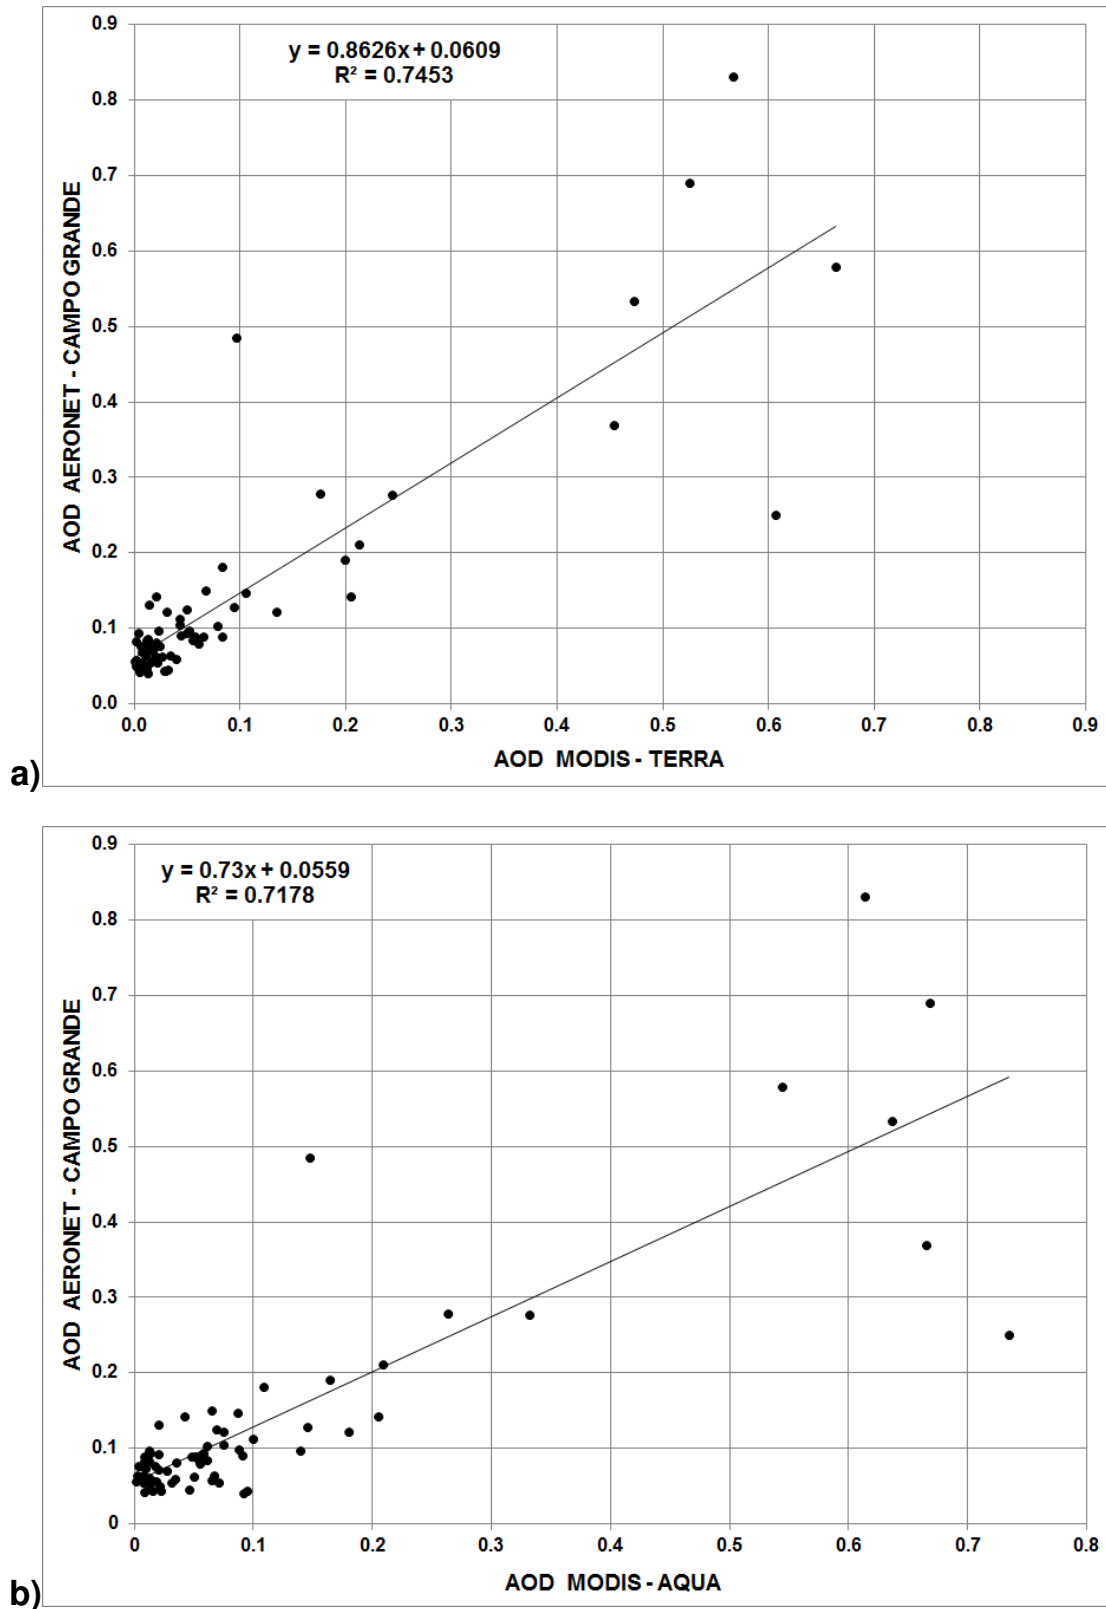 0.9
y = 0.8626x + 0.0609
R² = 0.7453
0.8
0.7
0.6
0.5
0.4
0.3
0.2
0.1
0.0
AOD AERONET - CAMPO GRANDE
0.0 0.1 0.2 0.3 0.4 0.5 0.6 0.7 0.8 0.9
AOD MODIS - TERRA
a)
0.9
y = 0.73x + 0.0559
R² = 0.7178
0.8
0.7
0.6
0.5
0.4
0.3
0.2
0.1
0
AOD AERONET - CAMPO GRANDE
0 0.1 0.2 0.3 0.4 0.5 0.6 0.7 0.8
AOD MODIS - AQUA
b)